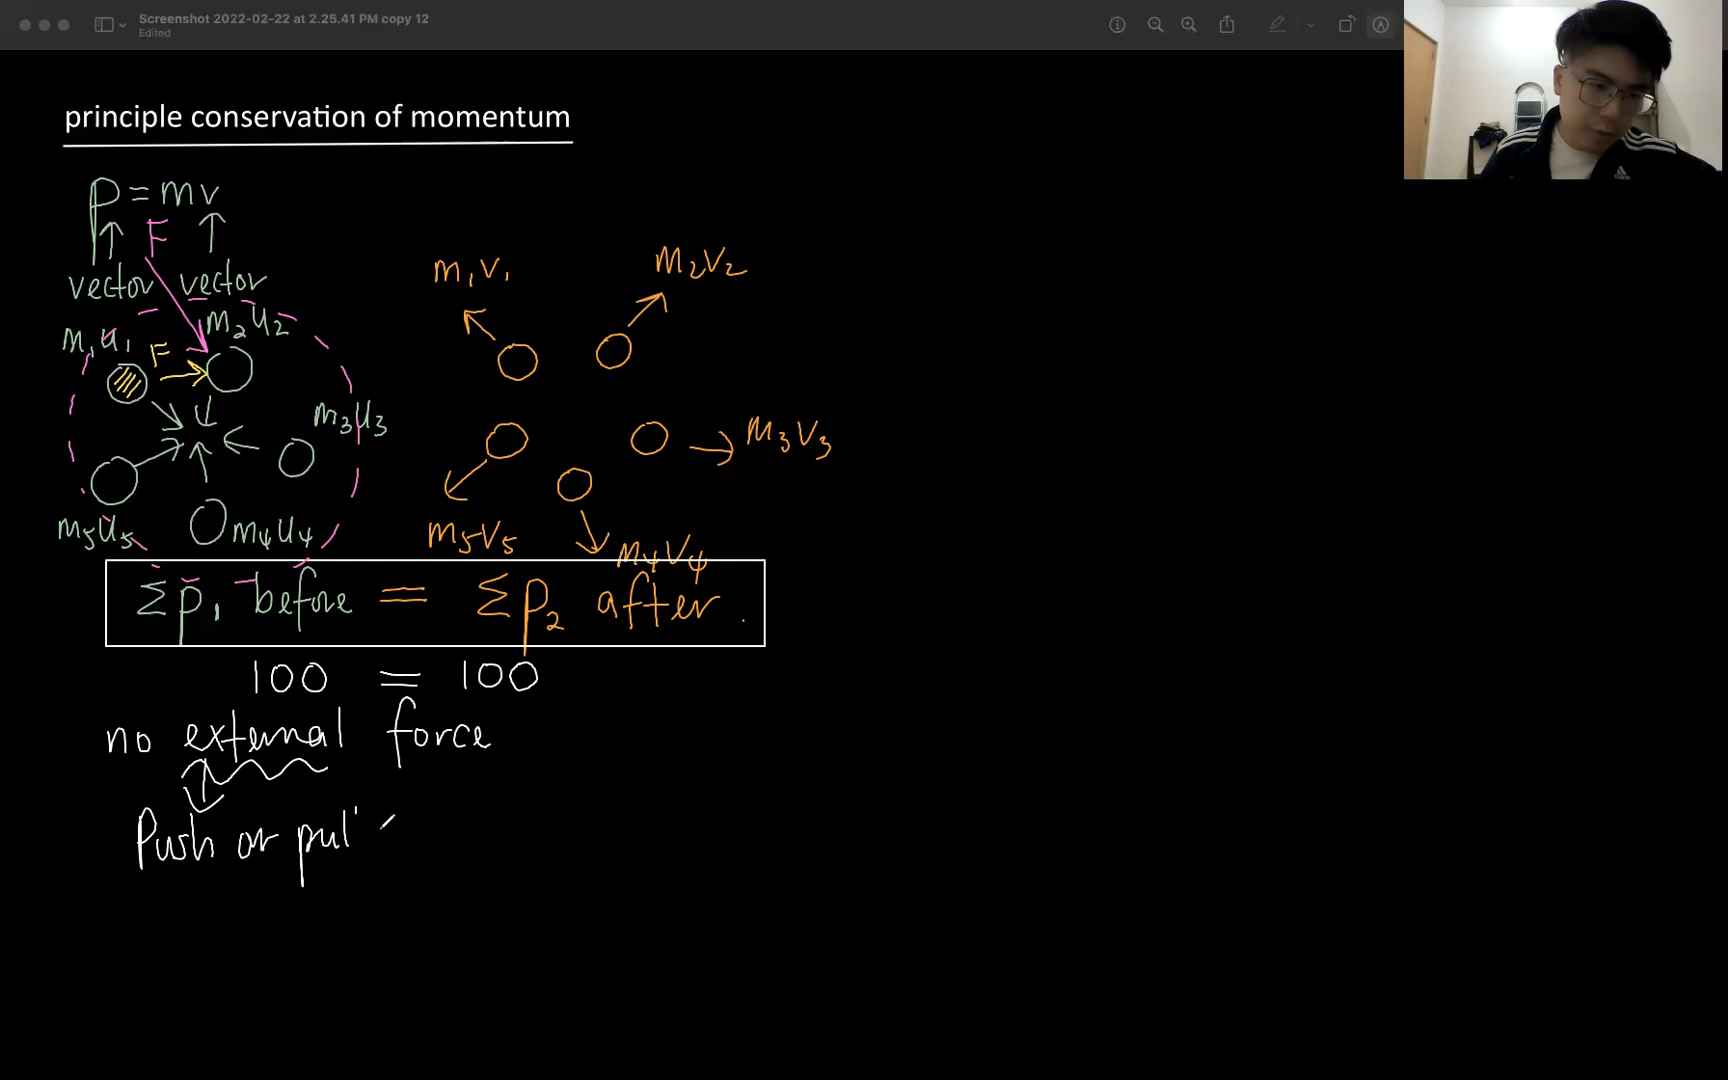 Screenshot 2022-02-22 at 2.25.41 PM copy 12
Edited
principle conservation of momentum
p = mv
F
vector vector
m₁u₁ m₂u₂
F
m₃u₃
m₅u₅ m₄u₄
m₁v₁ m₂v₂
m₃v₃
m₅v₅ m₄v₄
Σp₁ before = Σp₂ after.
100 = 100
no external force
Push or pul